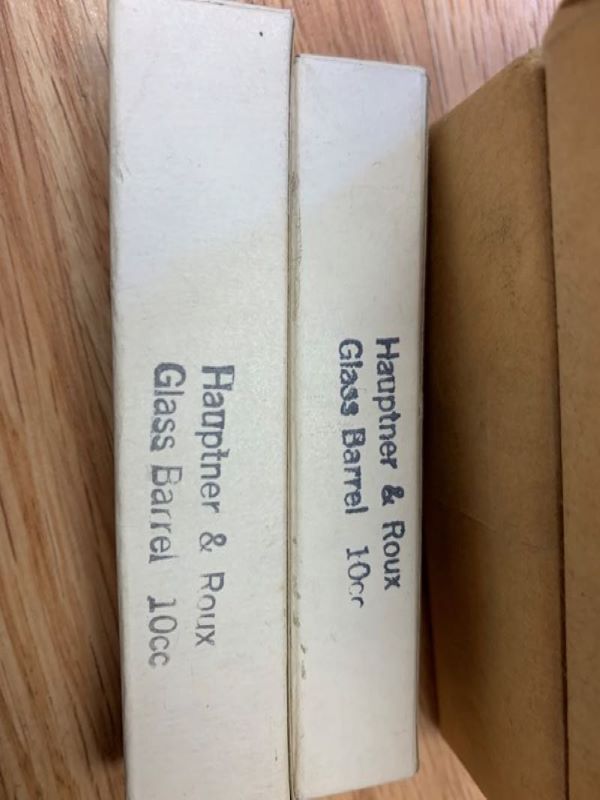 Hauptner & Roux
Glass Barrel 10cc
Hauptner & Roux
Glass Barrel 10cc